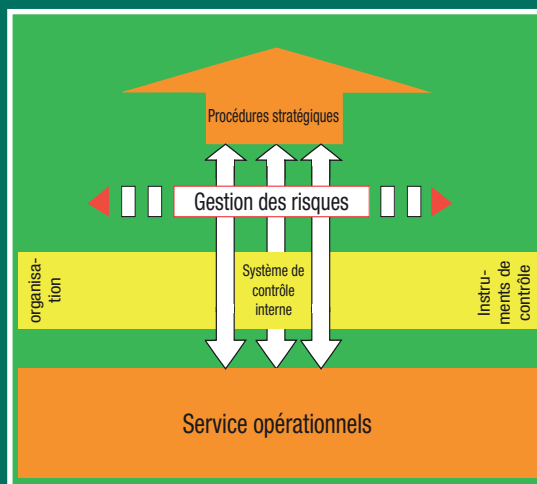 Procédures stratégiques
Gestion des risques
organisa-
tion
Système de
contrôle
interne
Instru-
ments de
contrôle
Service opérationnels